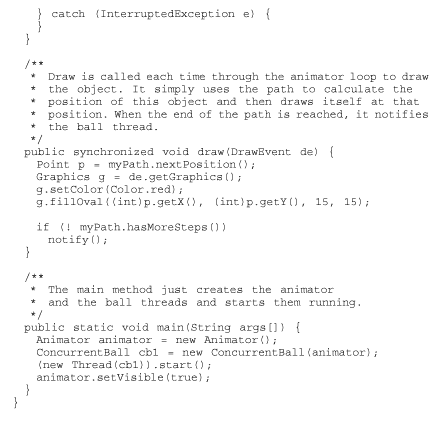 } catch (InterruptedException e) {
}
}
/**
* Draw is called each time through the animator loop to draw
* the object. It simply uses the path to calculate the
* position of this object and then draws itself at that
* position. When the end of the path is reached, it notifies
* the ball thread.
*/
public synchronized void draw(DrawEvent de) {
Point p = myPath.nextPosition();
Graphics g = de.getGraphics();
g.setColor(Color.red);
g.fillOval((int)p.getX(), (int)p.getY(), 15, 15);
if (! myPath.hasMoreSteps())
notify();
}
/**
* The main method just creates the animator
* and the ball threads and starts them running.
*/
public static void main(String args[]) {
Animator animator = new Animator();
ConcurrentBall cb1 = new ConcurrentBall(animator);
(new Thread(cb1)).start();
animator.setVisible(true);
}
}